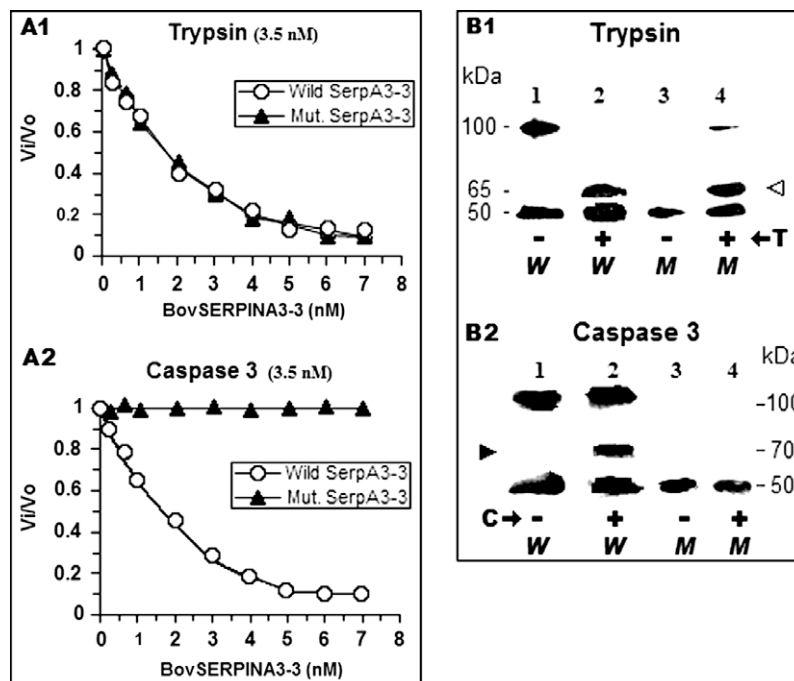 A1
Trypsin (3.5 nM)
Vi/Vo
1
0.8
0.6
0.4
0.2
0
Wild SerpA3-3
Mut. SerpA3-3
0 1 2 3 4 5 6 7 8
BovSERPINA3-3 (nM)
A2
Caspase 3 (3.5 nM)
Vi/Vo
1
0.8
0.6
0.4
0.2
0
Wild SerpA3-3
Mut. SerpA3-3
0 1 2 3 4 5 6 7 8
BovSERPINA3-3 (nM)
B1
Trypsin
kDa
1 2 3 4
100 -
65 -
50 -
- + - + ←T
W W M M
B2
Caspase 3
kDa
1 2 3 4
-100
-70
-50
C→ - + - +
W W M M